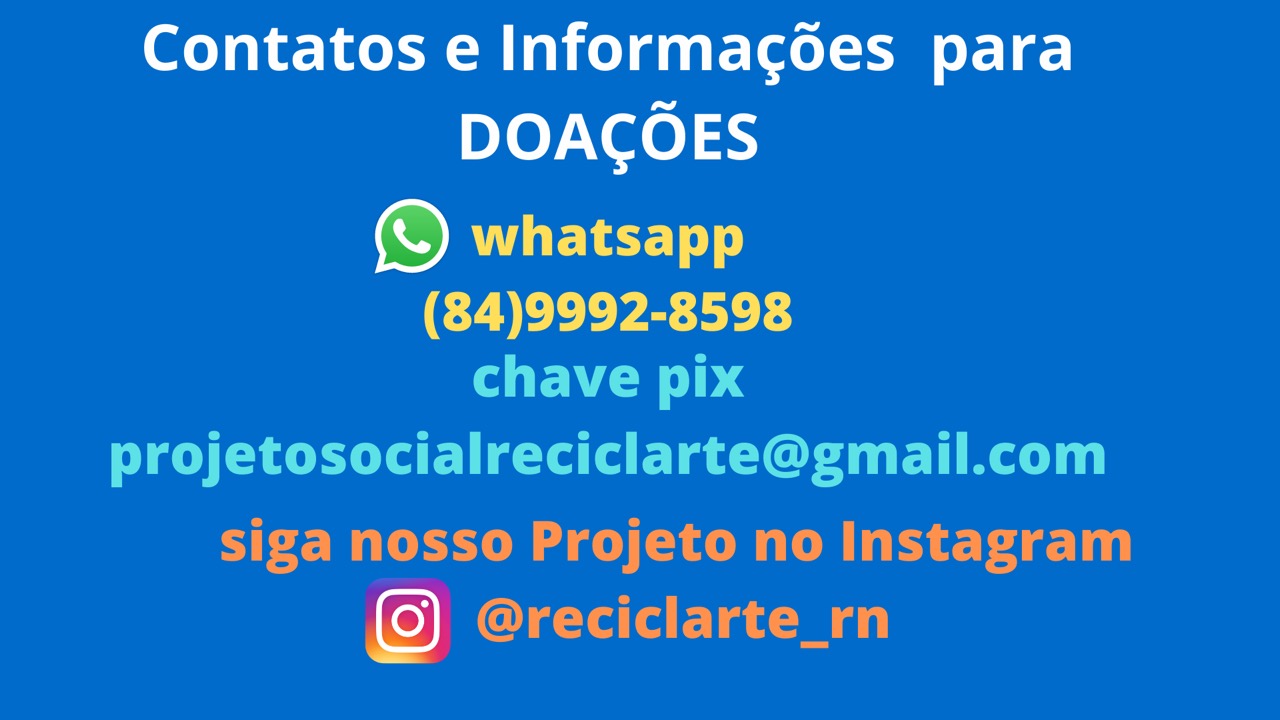 Contatos e Informações para
DOAÇÕES
whatsapp
(84)9992-8598
chave pix
projetosocialreciclarte@gmail.com
siga nosso Projeto no Instagram
@reciclarte_rn